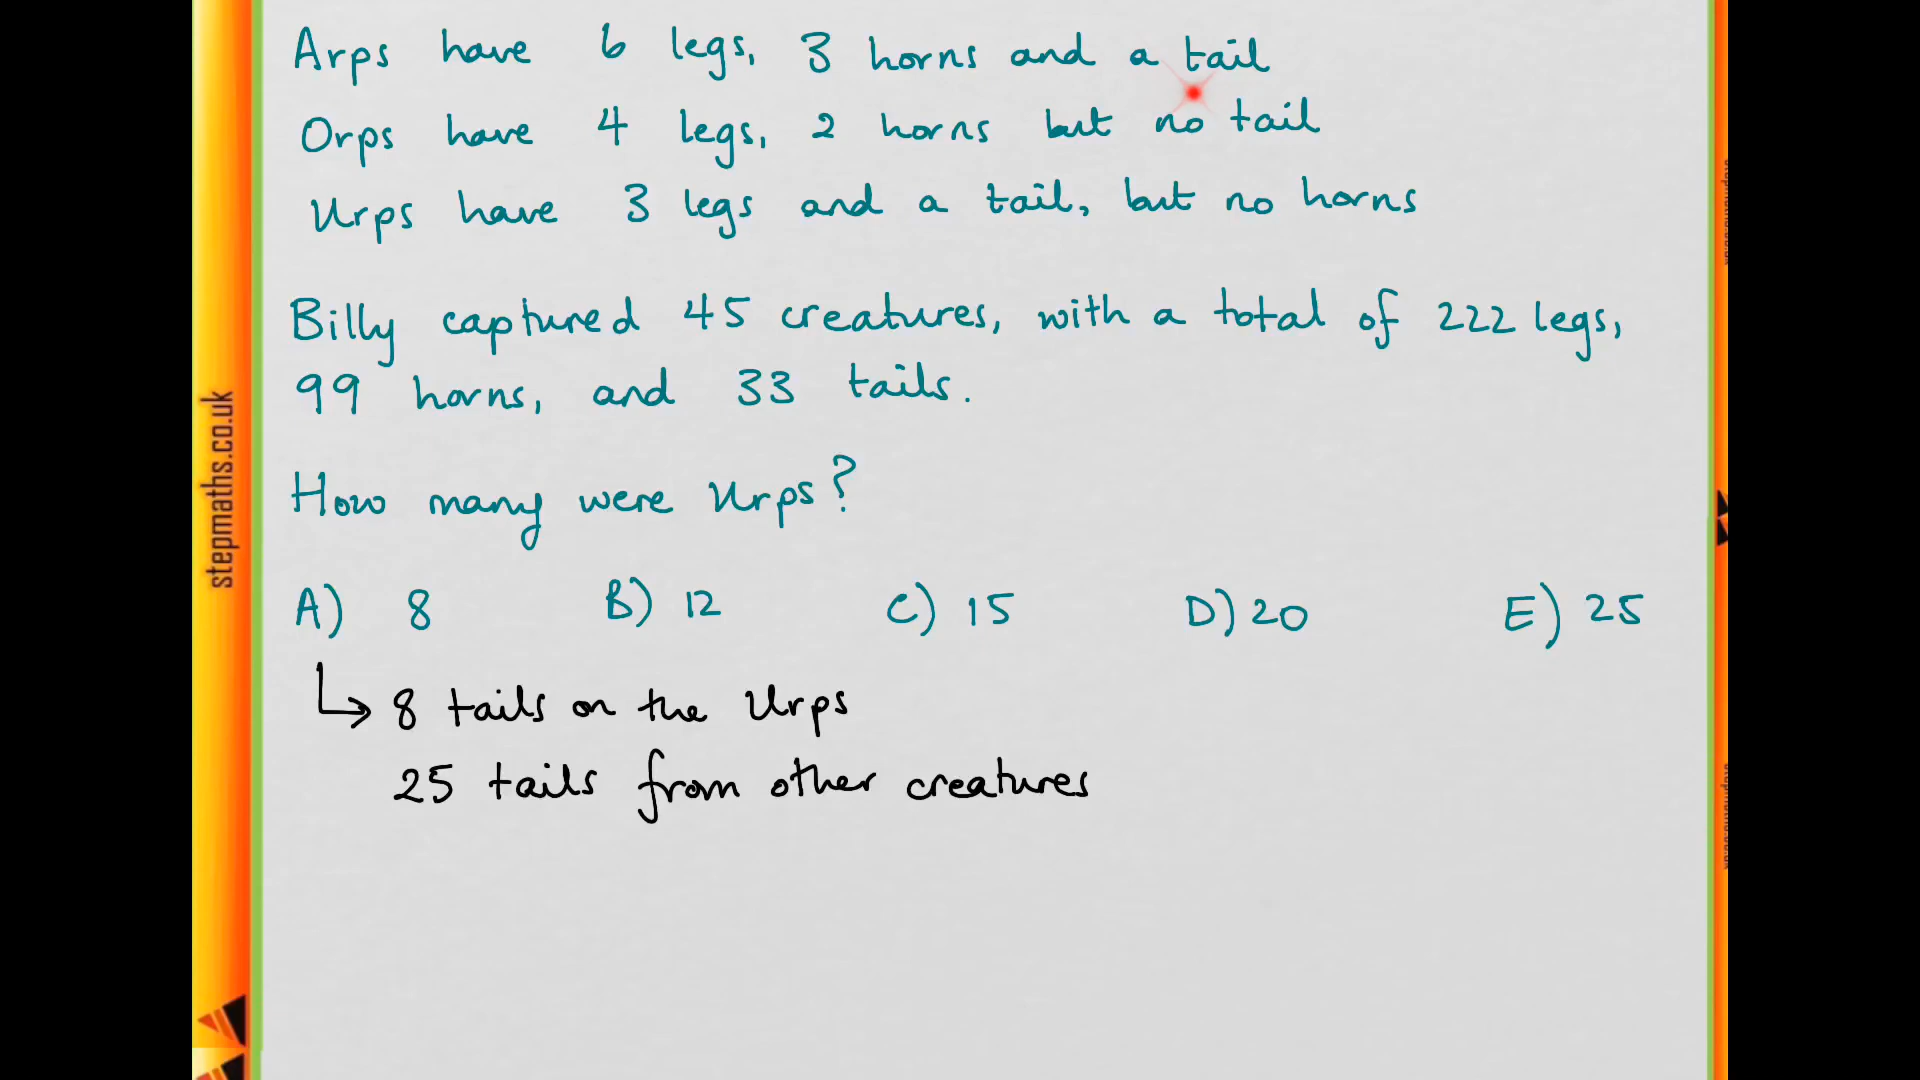 Arps have 6 legs, 3 horns and a tail
Orps have 4 legs, 2 horns but no tail
Urps have 3 legs and a tail, but no horns
Billy captured 45 creatures, with a total of 222 legs,
99 horns, and 33 tails.
How many were Urps?
A) 8 B) 12 C) 15 D) 20 E) 25
8 tails on the Urps
25 tails from other creatures
stepmaths.co.uk